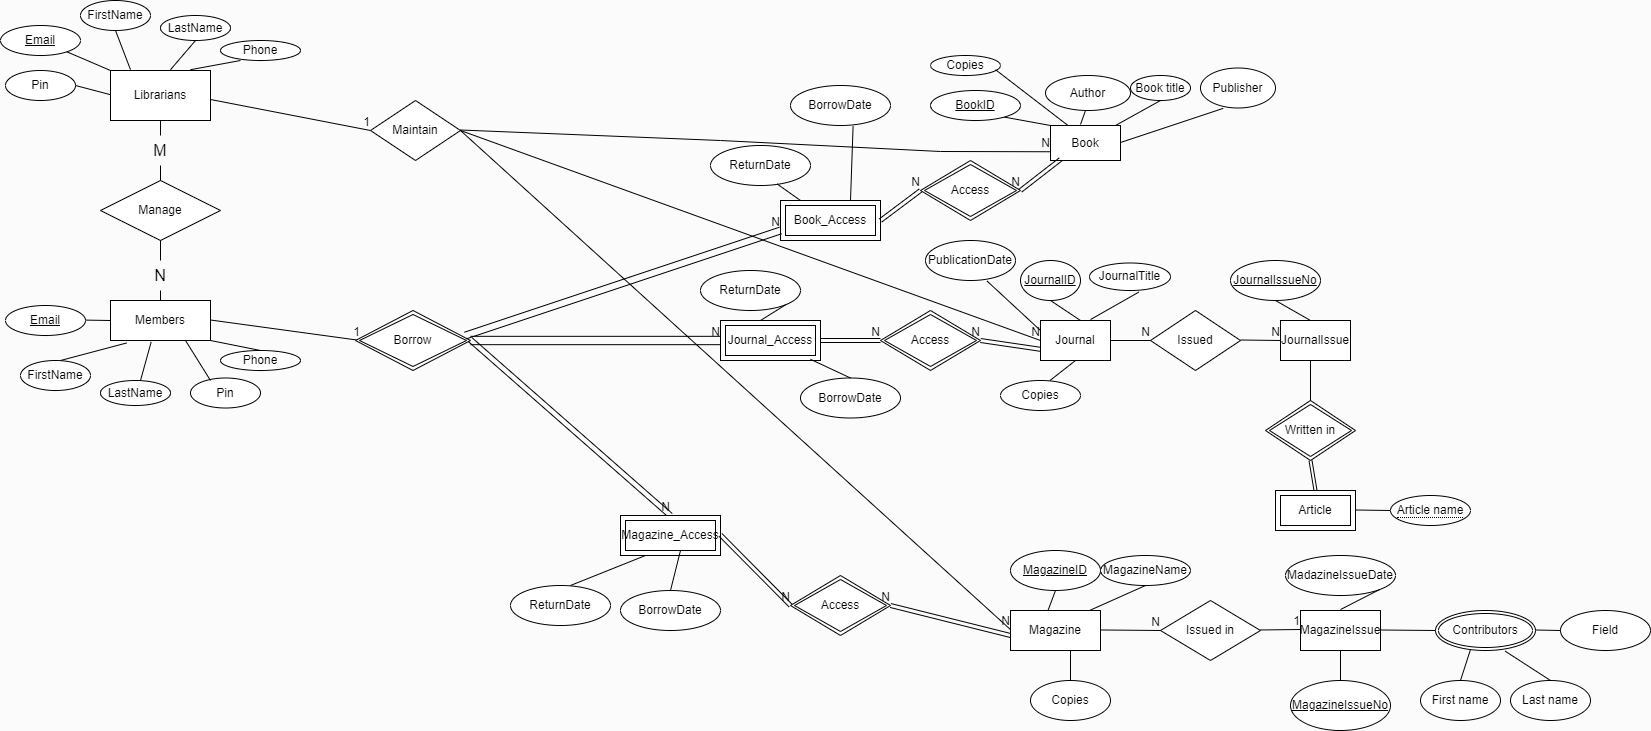 FirstName
LastName
Email
Phone
Pin
Librarians
1
Maintain
M
Manage
N
Members
Email
FirstName
LastName
Pin
Phone
1
Borrow
Copies
BookID
Author
Book title
Publisher
N
Book
BorrowDate
ReturnDate
N
Book_Access
N
Access
N
ReturnDate
N
Journal_Access
BorrowDate
N
Access
N
PublicationDate
JournalID
JournalTitle
N
Journal
Copies
N
Issued
N
JournalIssueNo
JournalIssue
Written in
Article
Article name
N
Magazine_Access
ReturnDate
BorrowDate
N
Access
N
MagazineID
MagazineName
N
Magazine
Copies
N
Issued in
1
MadazineIssueDate
MagazineIssue
MagazineIssueNo
Contributors
Field
First name
Last name